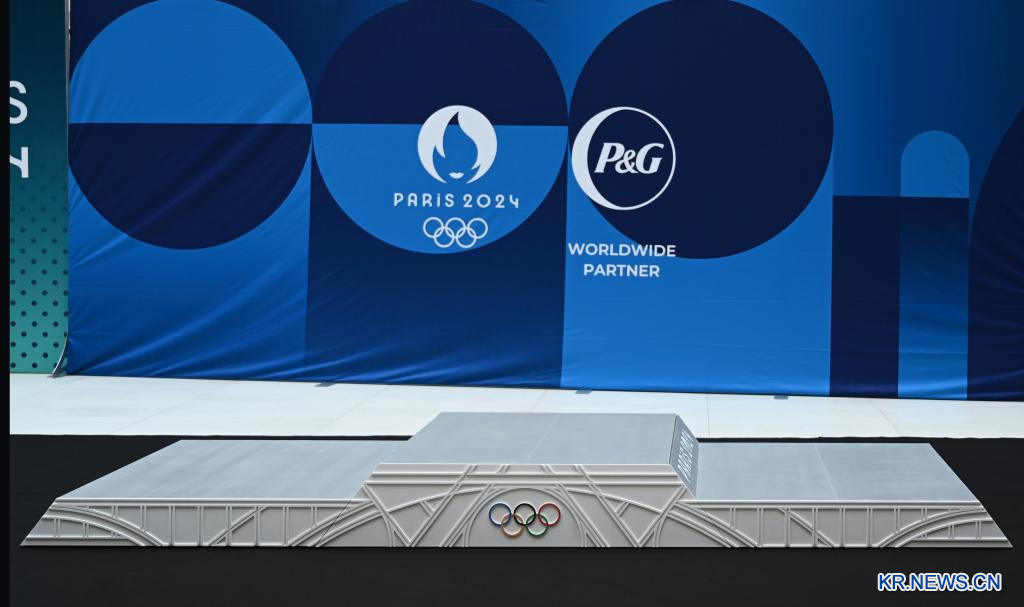 S
PARIS 2024
P&G
WORLDWIDE
PARTNER
KR.NEWS.CN